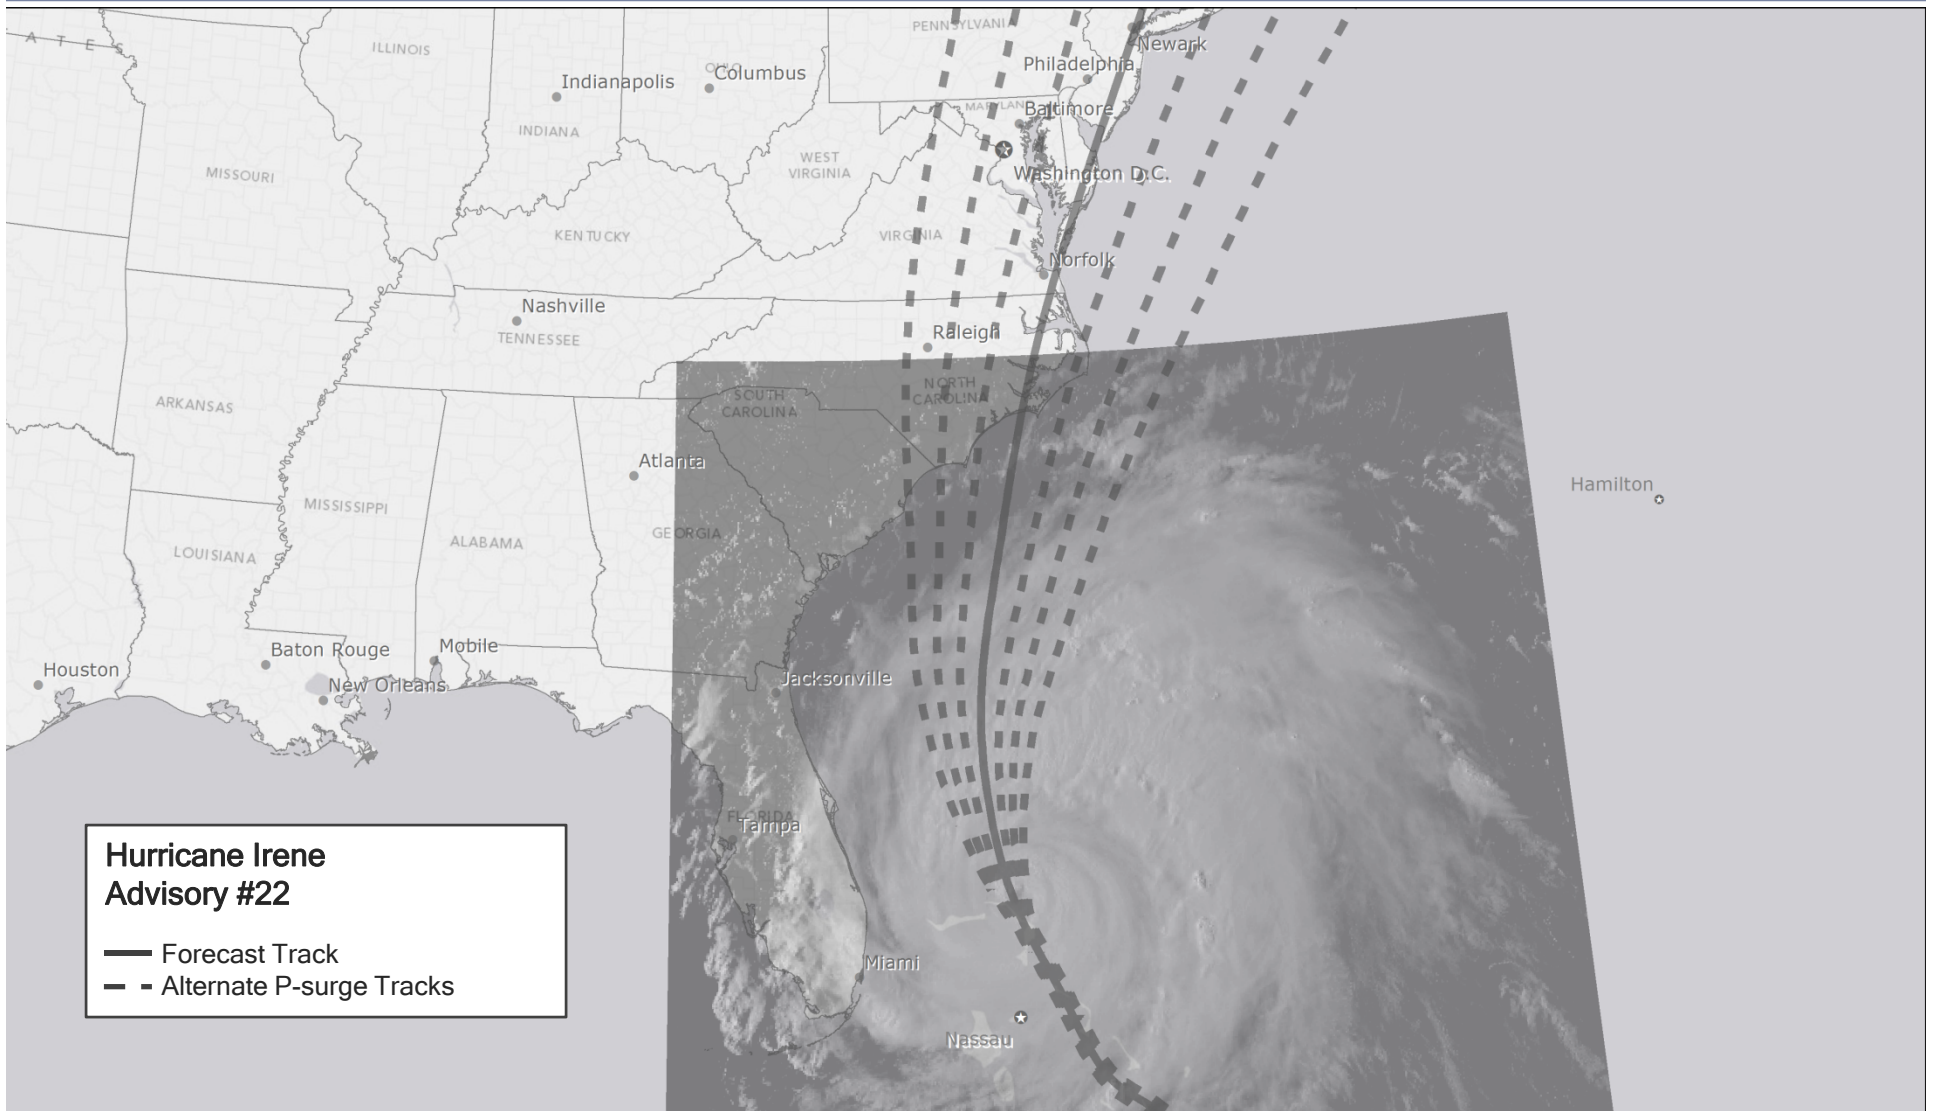 A T E S
ILLINOIS
PENNSYLVANIA
Newark
Philadelphia
OHIO
Columbus
Indianapolis
MARYLAND
Baltimore
INDIANA
WEST
VIRGINIA
Washington D.C.
MISSOURI
KENTUCKY
VIRGINIA
Norfolk
Nashville
TENNESSEE
Raleigh
NORTH
CAROLINA
SOUTH
CAROLINA
ARKANSAS
Atlanta
Hamilton
MISSISSIPPI
GEORGIA
ALABAMA
LOUISIANA
Baton Rouge
Mobile
Houston
New Orleans
Jacksonville
FLORIDA
Tampa
Hurricane Irene
Advisory #22
Forecast Track
Alternate P-surge Tracks
Miami
Nassau